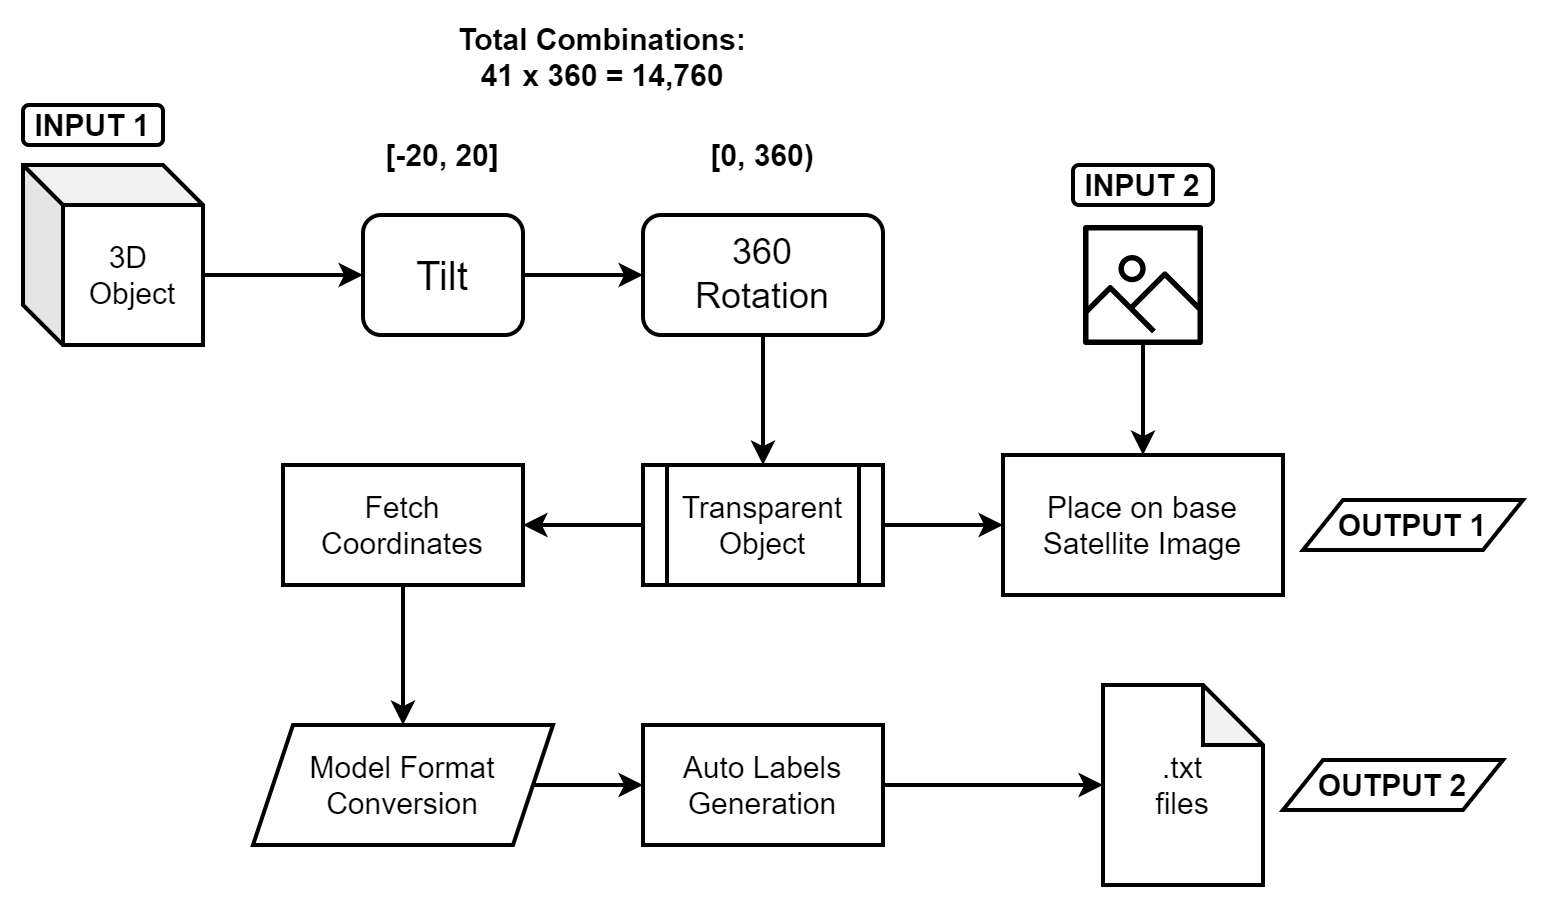 Total Combinations:
41 x 360 = 14,760
INPUT 1
[-20, 20]
[0, 360)
INPUT 2
3D
Object
Tilt
360
Rotation
Fetch
Coordinates
Transparent
Object
Place on base
Satellite Image
OUTPUT 1
Model Format
Conversion
Auto Labels
Generation
.txt
files
OUTPUT 2